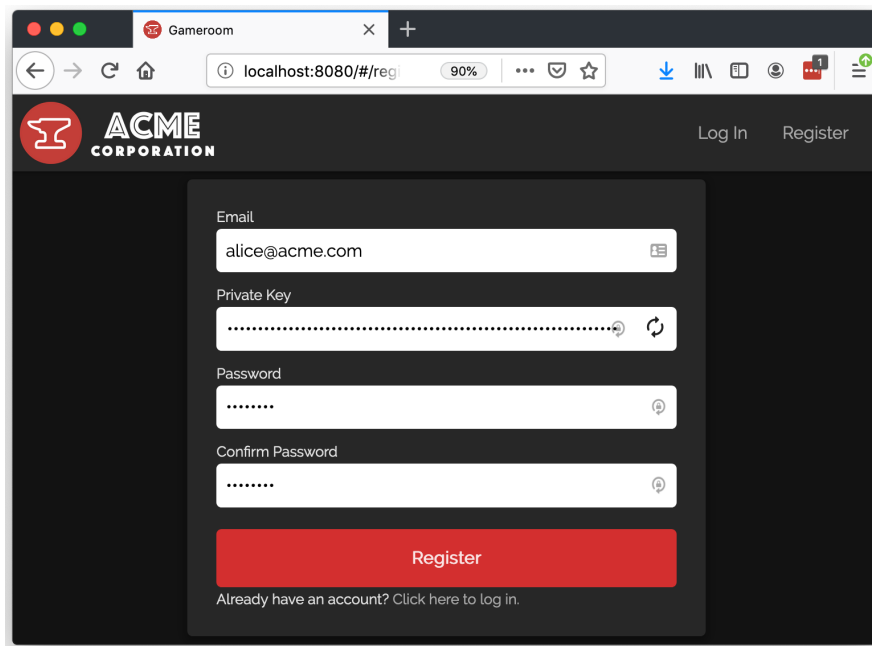 Gameroom
localhost:8080/#/regi
90%
1
ACME
CORPORATION
Log In
Register
Email
alice@acme.com
Private Key
Password
••••••••
Confirm Password
••••••••
Register
Already have an account? Click here to log in.